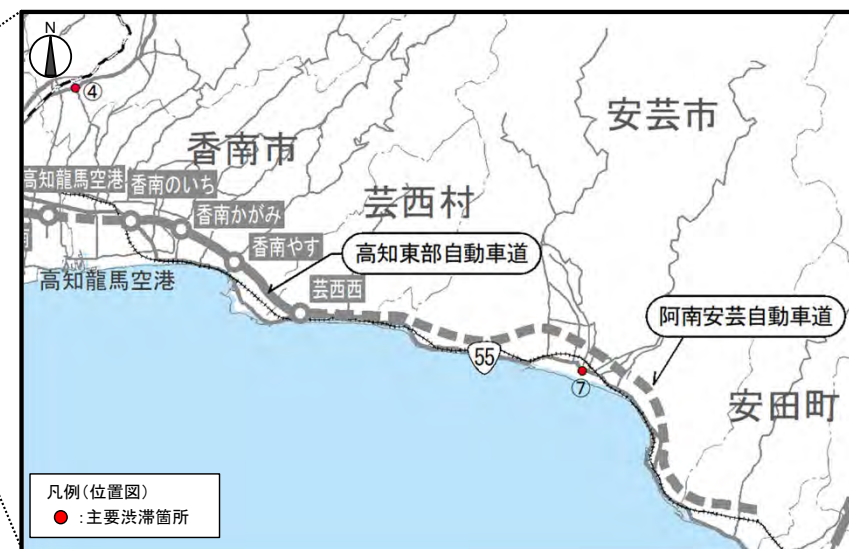 N
④
安芸市
香南市
高知龍馬空港
香南のいち
芸西村
香南かがみ
南
香南やす
高知東部自動車道
高知龍馬空港
芸西西
阿南安芸自動車道
55
⑦
安田町
凡例(位置図)
:主要渋滞箇所